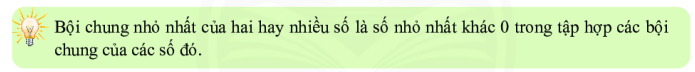 Bội chung nhỏ nhất của hai hay nhiều số là số nhỏ nhất khác 0 trong tập hợp các bội
chung của các số đó.